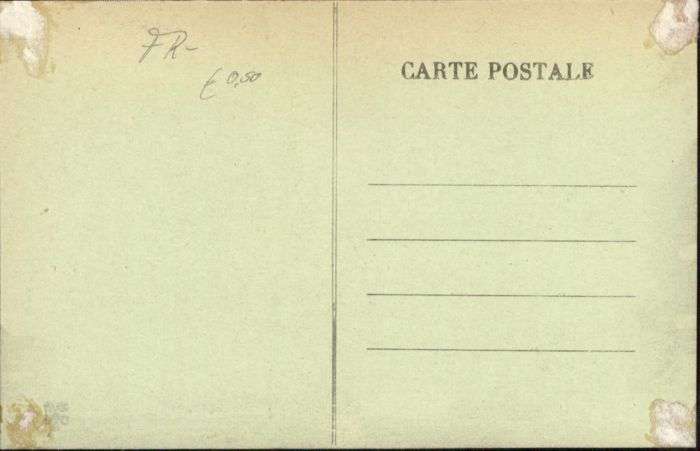 FR-
€ 0,50
CARTE POSTALE